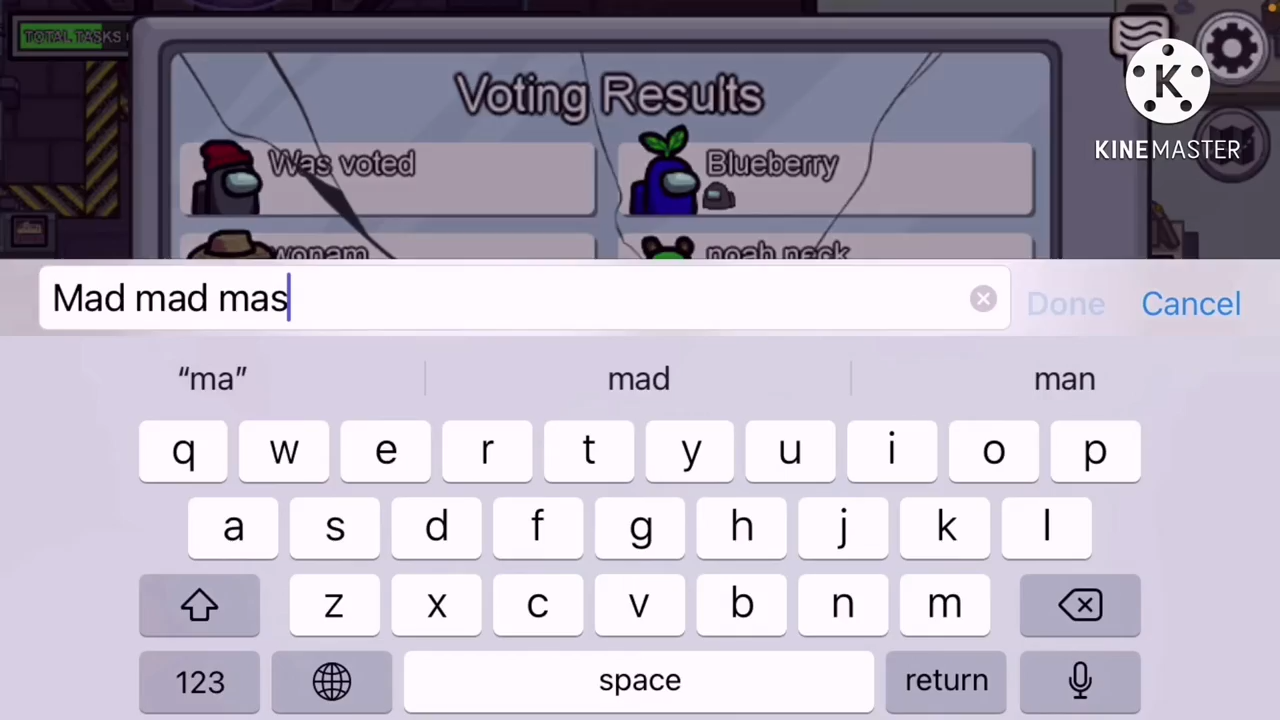 TOTAL TASKS
Voting Results
Was voted
Blueberry
wonam
noah neck
K
KINEMASTER
Mad mad mas
Done
Cancel
“ma”
mad
man
q w e r t y u i o p
a s d f g h j k l
z x c v b n m
123
space
return